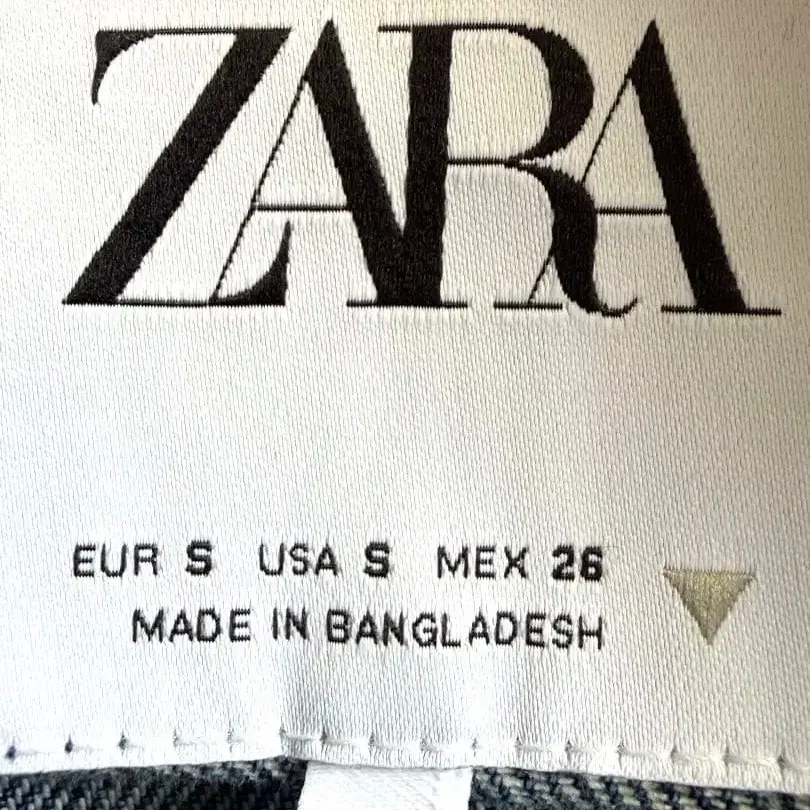 ZARA
EUR S USA S MEX 26
MADE IN BANGLADESH